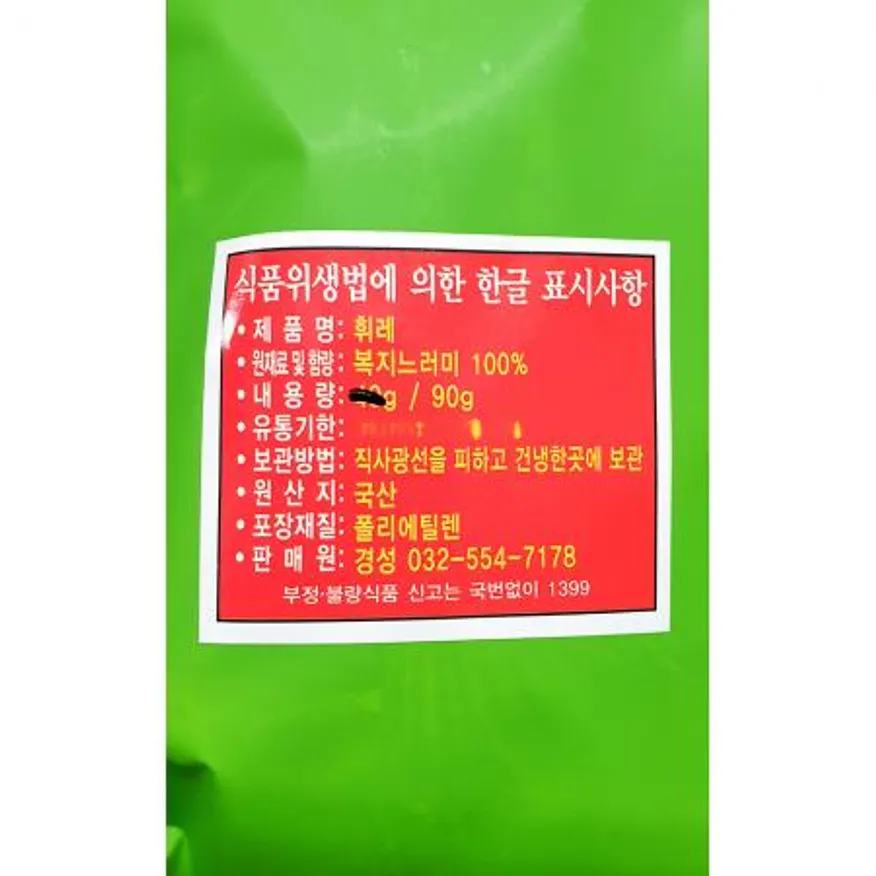 식품위생법에 의한 한글 표시사항
• 제 품 명: 휘레
• 원재료 및 함량: 복지느러미 100%
• 내 용 량: / 90g
• 유통기한:
• 보관방법: 직사광선을 피하고 건냉한곳에 보관
• 원 산 지: 국산
• 포장재질: 폴리에틸렌
• 판 매 원: 경성 032-554-7178
부정·불량식품 신고는 국번없이 1399